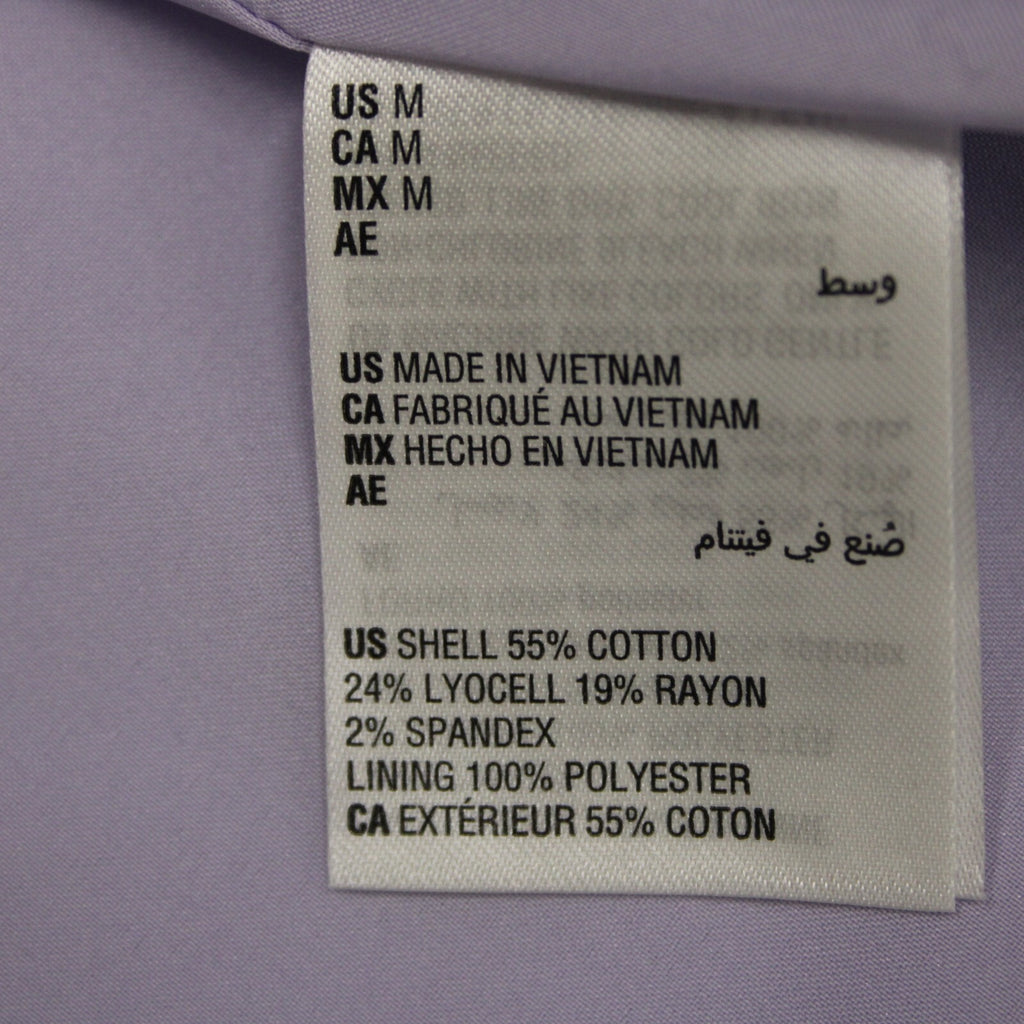 US M
CA M
MX M
AE
وسط
US MADE IN VIETNAM
CA FABRIQUÉ AU VIETNAM
MX HECHO EN VIETNAM
AE
صُنع في فيتنام
US SHELL 55% COTTON
24% LYOCELL 19% RAYON
2% SPANDEX
LINING 100% POLYESTER
CA EXTÉRIEUR 55% COTON